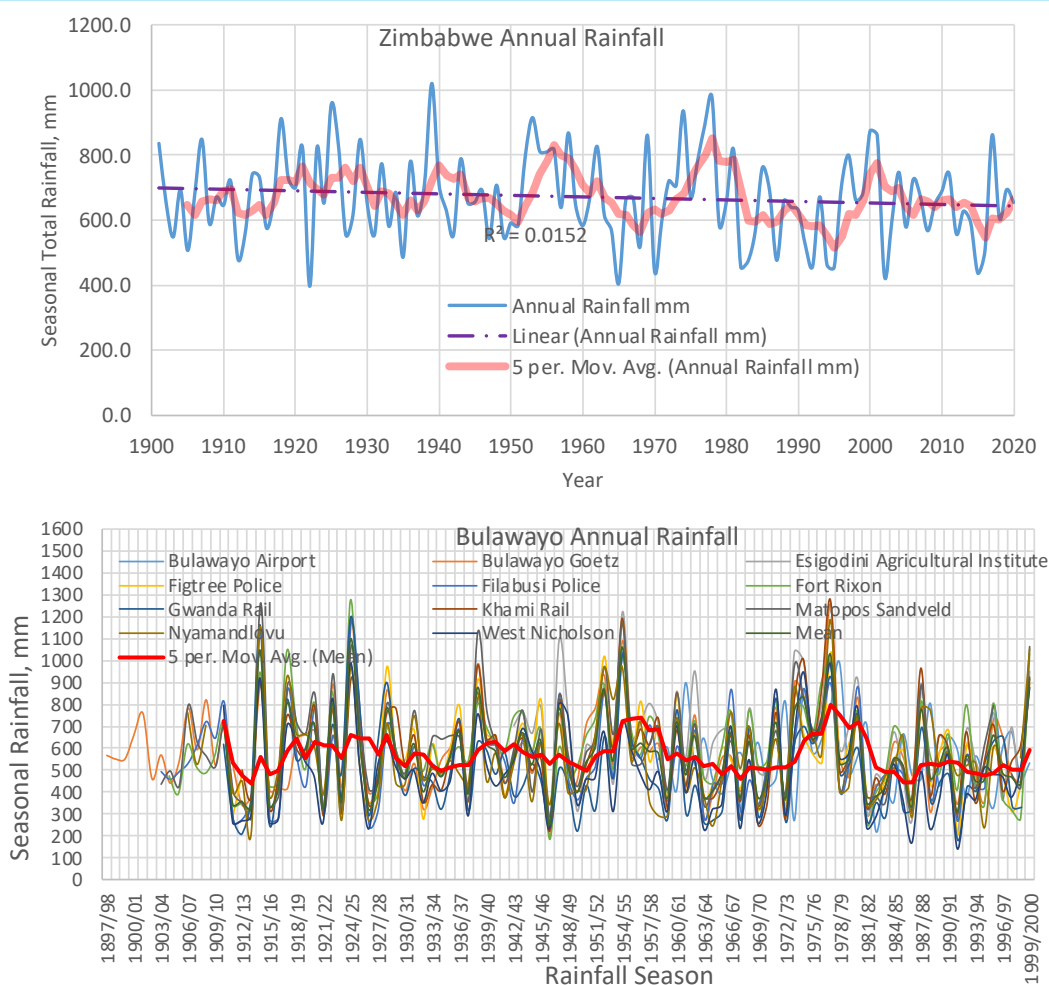 Zimbabwe Annual Rainfall
Seasonal Total Rainfall, mm
1200.0
1000.0
800.0
600.0
400.0
200.0
0.0
R² = 0.0152
Annual Rainfall mm
Linear (Annual Rainfall mm)
5 per. Mov. Avg. (Annual Rainfall mm)
1900 1910 1920 1930 1940 1950 1960 1970 1980 1990 2000 2010 2020
Year
Bulawayo Annual Rainfall
Seasonal Rainfall, mm
1600
1500
1400
1300
1200
1100
1000
900
800
700
600
500
400
300
200
100
0
Bulawayo Airport Bulawayo Goetz Esigodini Agricultural Institute
Figtree Police Filabusi Police Fort Rixon
Gwanda Rail Khami Rail Matopos Sandveld
Nyamandlovu West Nicholson Mean
5 per. Mov. Avg. (Mean)
1897/98 1900/01 1903/04 1906/07 1909/10 1912/13 1915/16 1918/19 1921/22 1924/25 1927/28 1930/31 1933/34 1936/37 1939/40 1942/43 1945/46 1948/49 1951/52 1954/55 1957/58 1960/61 1963/64 1966/67 1969/70 1972/73 1975/76 1978/79 1981/82 1984/85 1987/88 1990/91 1993/94 1996/97 1999/2000
Rainfall Season